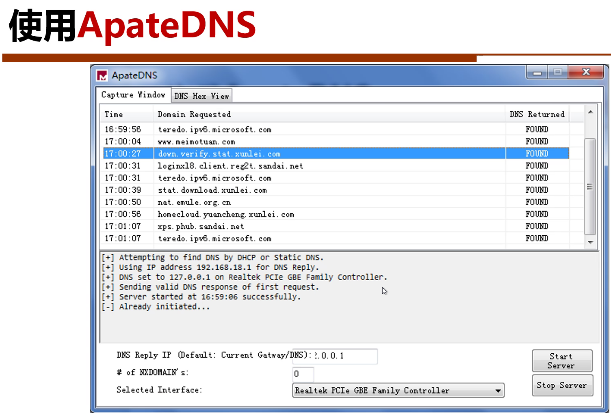 使用ApateDNS
ApateDNS
Capture Window DNS Hex View
Time Domain Requested DNS Returned
16:59:56 teredo.ipv6.microsoft.com FOUND
17:00:04 www.meimotuan.com FOUND
17:00:27 down.verify.stat.xunlei.com FOUND
17:00:31 loginxl8.client.reg2t.sandai.net FOUND
17:00:31 teredo.ipv6.microsoft.com FOUND
17:00:39 stat.download.xunlei.com FOUND
17:00:50 nat.emule.org.cn FOUND
17:00:56 homecloud.yuancheng.xunlei.com FOUND
17:01:07 xps.phub.sandai.net FOUND
17:01:07 teredo.ipv6.microsoft.com FOUND
[+] Attempting to find DNS by DHCP or Static DNS.
[+] Using IP address 192.168.18.1 for DNS Reply.
[+] DNS set to 127.0.0.1 on Realtek PCIe GBE Family Controller.
[+] Sending valid DNS response of first request.
[+] Server started at 16:59:06 successfully.
[-] Already initiated...
DNS Reply IP (Default: Current Gatway/DNS): .0.0.1
# of NXDOMAIN's: 0
Selected Interface: Realtek PCIe GBE Family Controller
Start Server
Stop Server